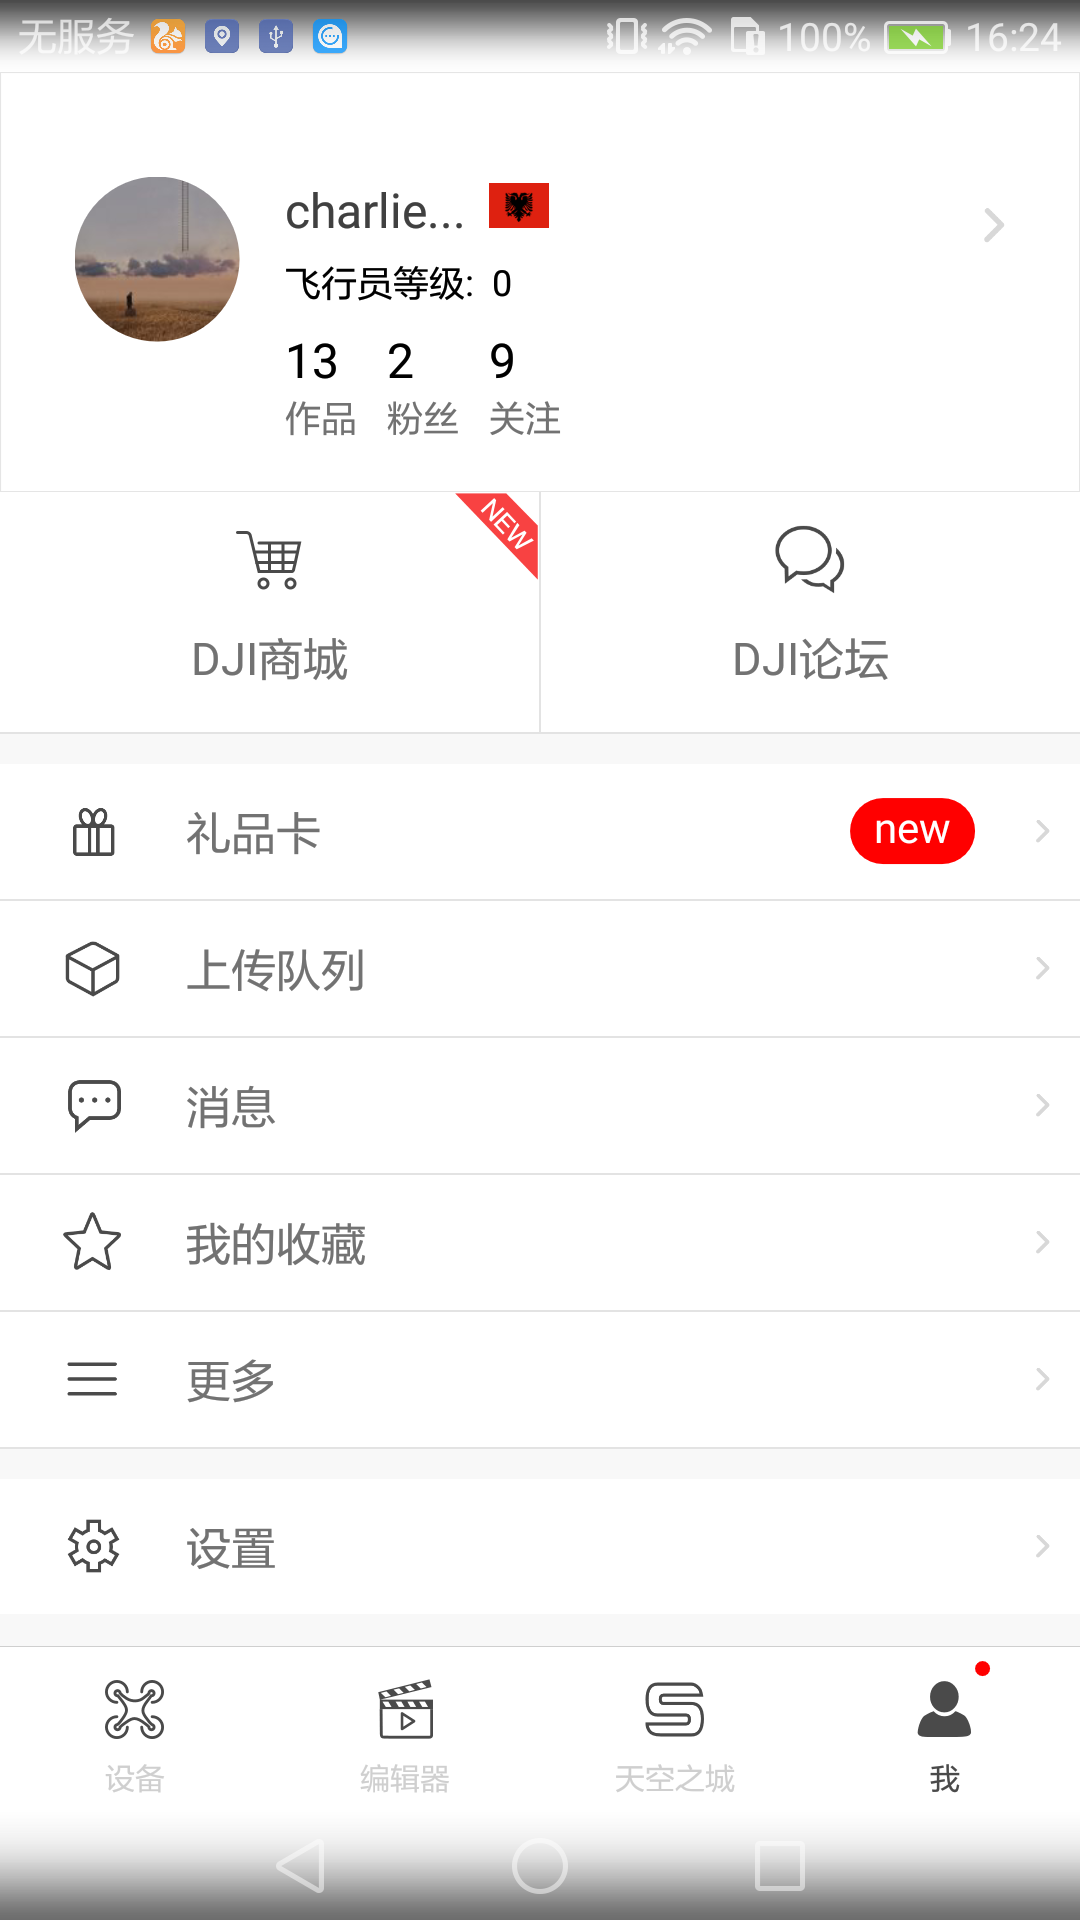 无服务 100% 16:24
charlie...
飞行员等级: 0
13 2 9
作品 粉丝 关注
NEW
DJI商城 DJI论坛
礼品卡 new
上传队列
消息
我的收藏
更多
设置
设备 编辑器 天空之城 我